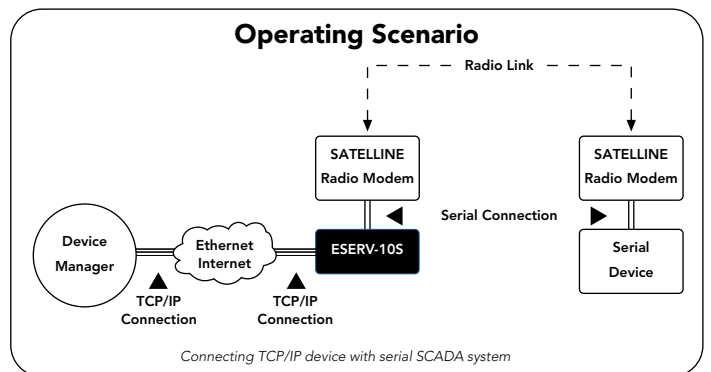 Operating Scenario
Radio Link
SATELLINE
Radio Modem
SATELLINE
Radio Modem
Serial Connection
Device
Manager
Ethernet
Internet
ESERV-10S
Serial
Device
TCP/IP
Connection
TCP/IP
Connection
Connecting TCP/IP device with serial SCADA system